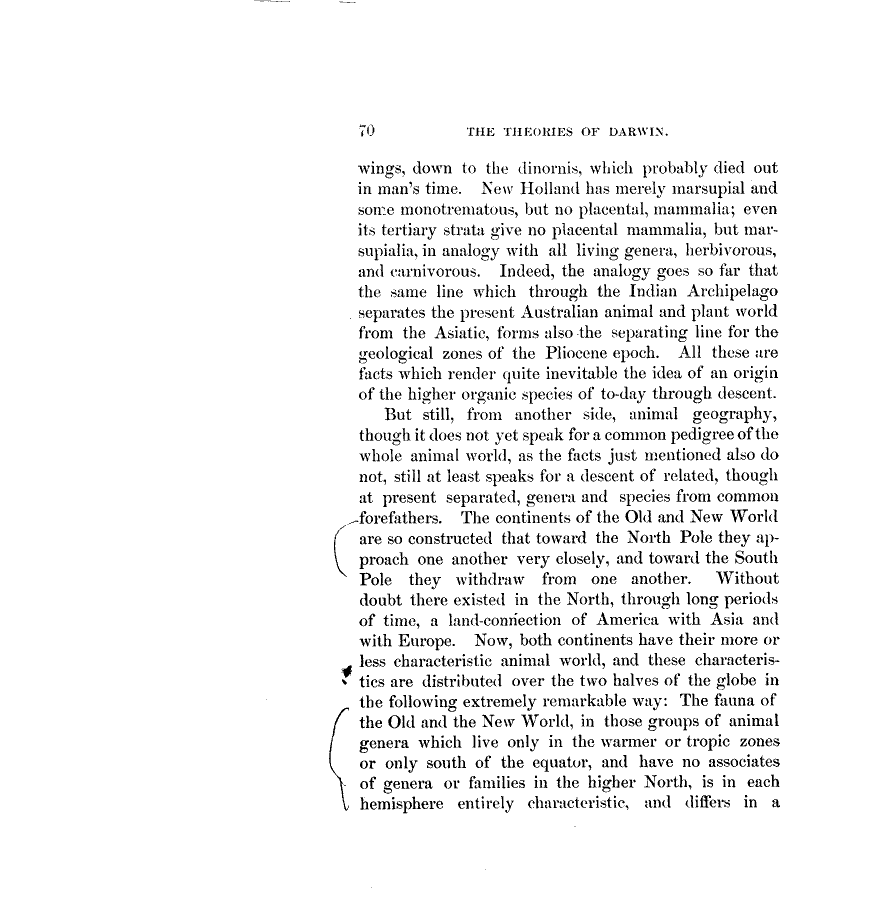 70 THE THEORIES OF DARWIN.
wings, down to the dinornis, which probably died out
in man's time. New Holland has merely marsupial and
some monotrematous, but no placental, mammalia; even
its tertiary strata give no placental mammalia, but mar-
supialia, in analogy with all living genera, herbivorous,
and carnivorous. Indeed, the analogy goes so far that
the same line which through the Indian Archipelago
separates the present Australian animal and plant world
from the Asiatic, forms also the separating line for the
geological zones of the Pliocene epoch. All these are
facts which render quite inevitable the idea of an origin
of the higher organic species of to-day through descent.
But still, from another side, animal geography,
though it does not yet speak for a common pedigree of the
whole animal world, as the facts just mentioned also do
not, still at least speaks for a descent of related, though
at present separated, genera and species from common
forefathers. The continents of the Old and New World
are so constructed that toward the North Pole they ap-
proach one another very closely, and toward the South
Pole they withdraw from one another. Without
doubt there existed in the North, through long periods
of time, a land-connection of America with Asia and
with Europe. Now, both continents have their more or
less characteristic animal world, and these characteris-
tics are distributed over the two halves of the globe in
the following extremely remarkable way: The fauna of
the Old and the New World, in those groups of animal
genera which live only in the warmer or tropic zones
or only south of the equator, and have no associates
of genera or families in the higher North, is in each
hemisphere entirely characteristic, and differs in a